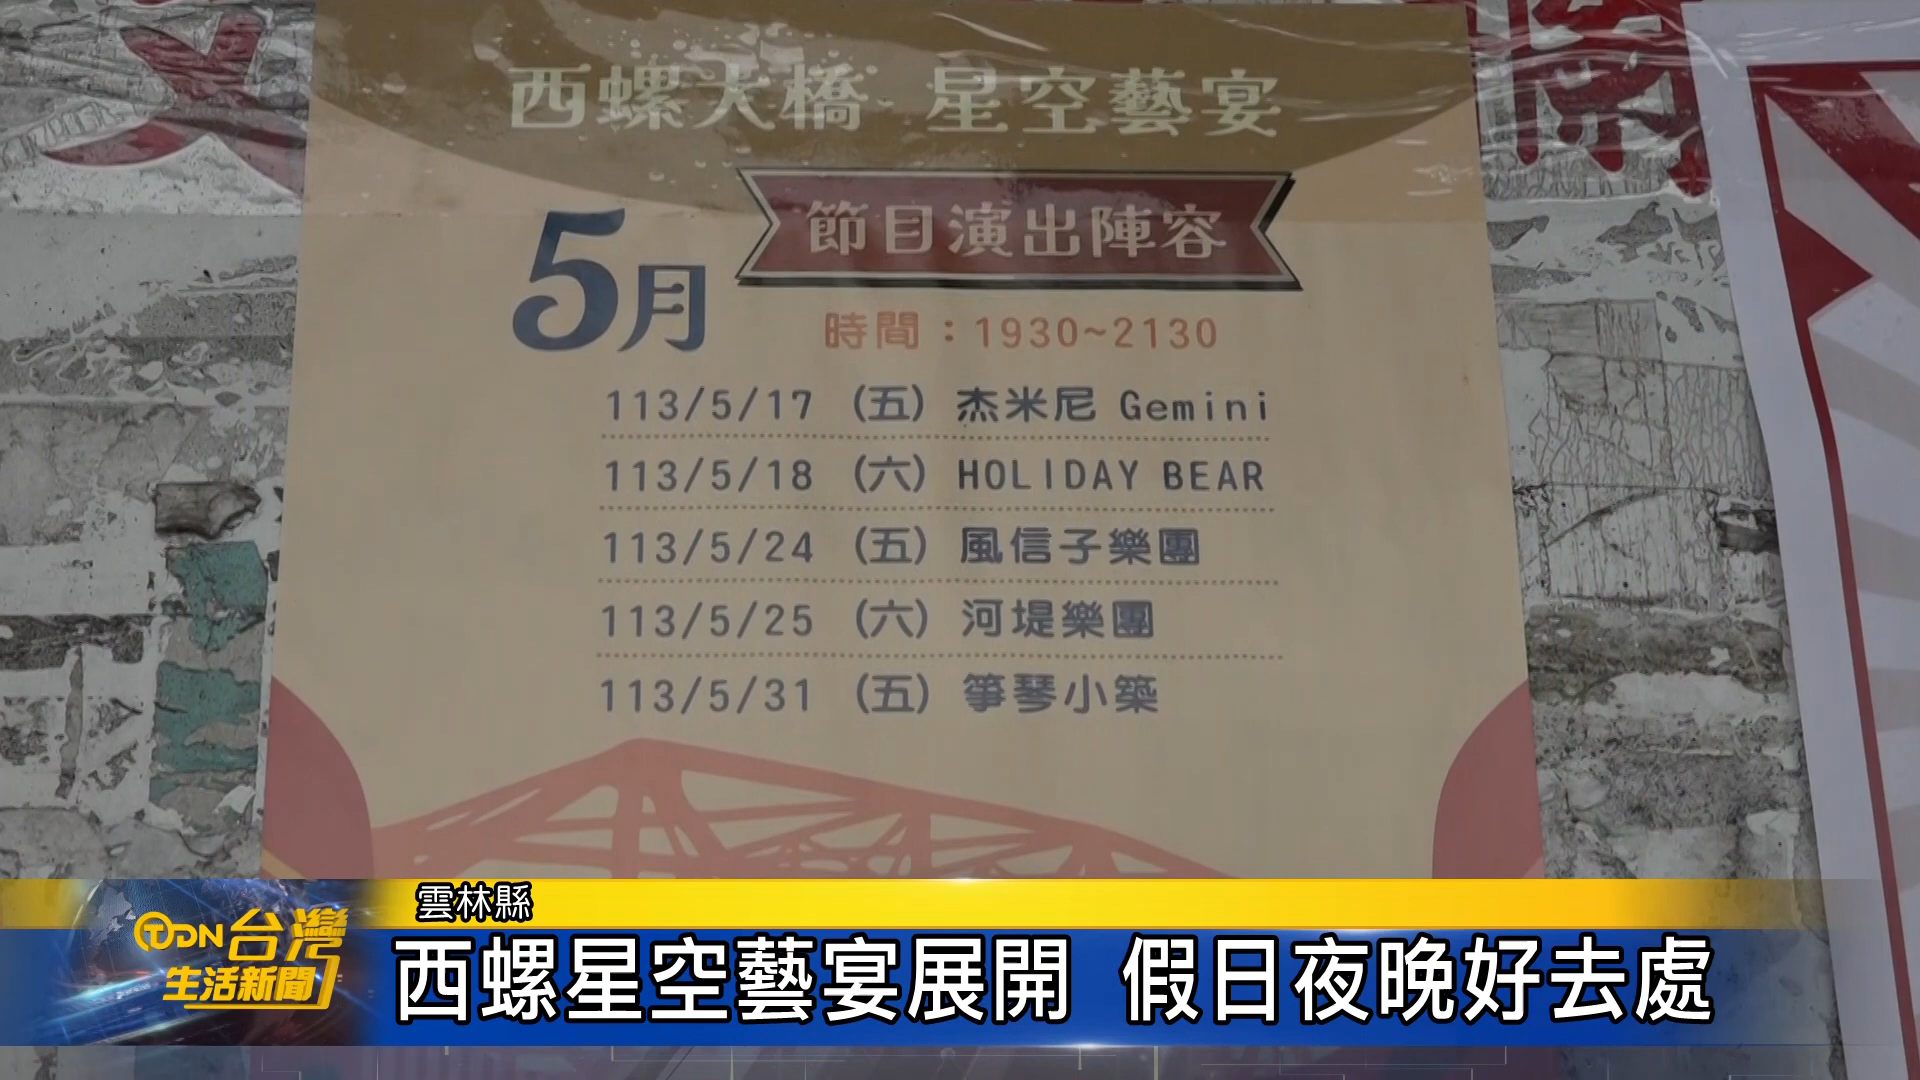 西螺大橋 星空藝宴
5月
節目演出陣容
時間：1930~2130
113/5/17 (五) 杰米尼 Gemini
113/5/18 (六) HOLIDAY BEAR
113/5/24 (五) 風信子樂團
113/5/25 (六) 河堤樂團
113/5/31 (五) 箏琴小築
雲林縣
TDN 台灣
生活新聞
西螺星空藝宴展開 假日夜晚好去處